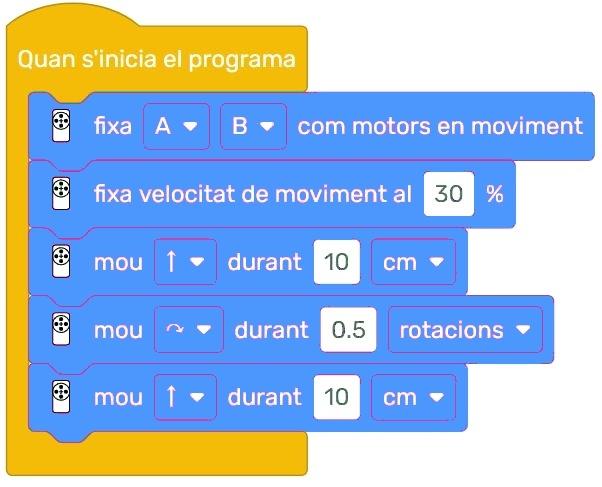 Quan s'inicia el programa
fixa A B com motors en moviment
fixa velocitat de moviment al 30 %
mou ↑ durant 10 cm
mou ↷ durant 0.5 rotacions
mou ↑ durant 10 cm